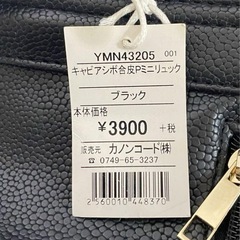 YMN43205 001
キャビアシボ合皮Pミニリュック
ブラック
本体価格
¥3900 +税
販売元 カノンコード(株)
☎ 0749-65-3237
2560010448370